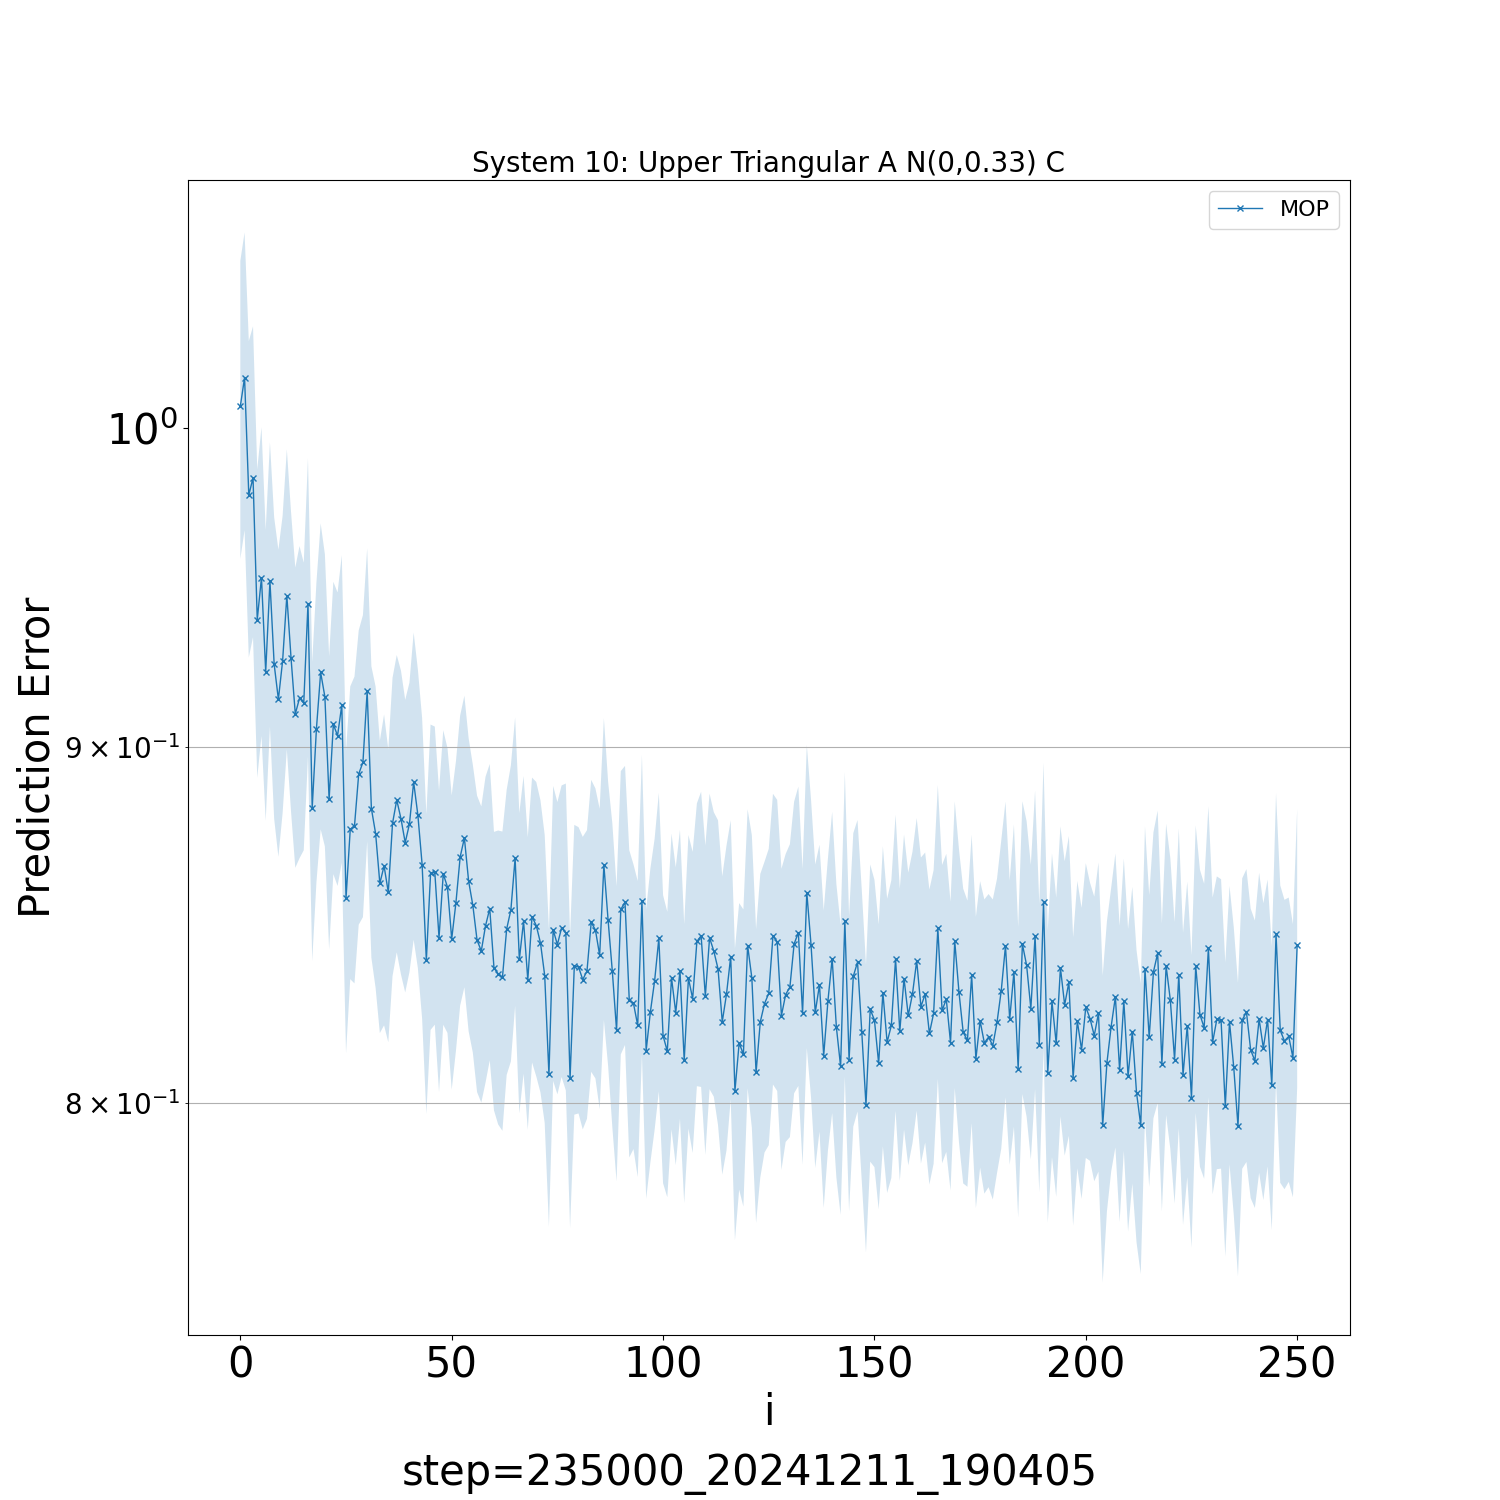 System 10: Upper Triangular A N(0,0.33) C
MOP
Prediction Error
10⁰
9 × 10⁻¹
8 × 10⁻¹
0 50 100 150 200 250
i
step=235000_20241211_190405